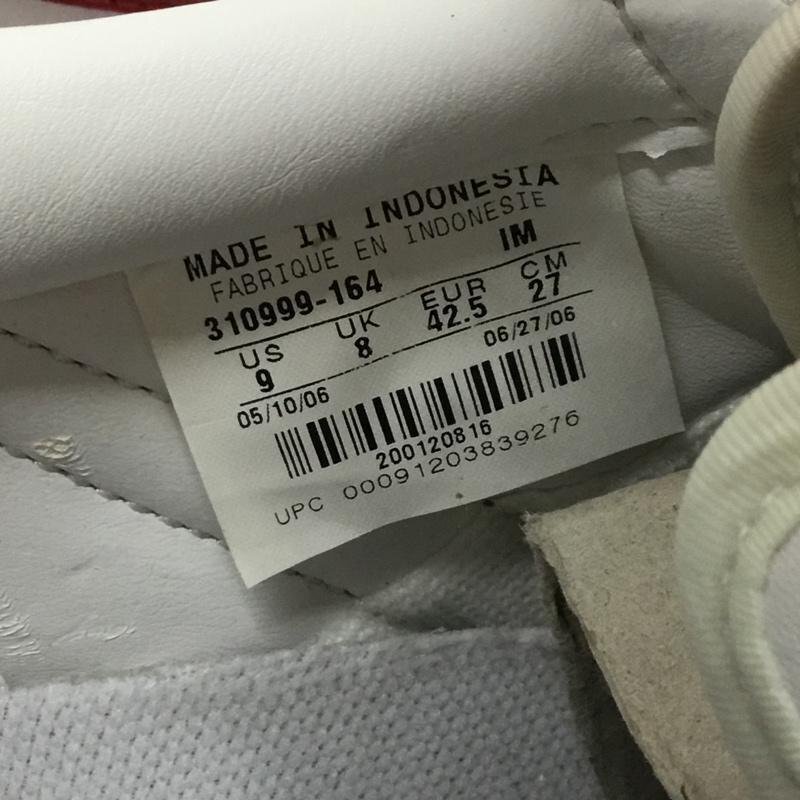 MADE IN INDONESIA
FABRIQUE EN INDONESIE
310999-164 IM
US UK EUR CM
9 8 42.5 27
05/10/06 06/27/06
200120816
UPC 00091203839276